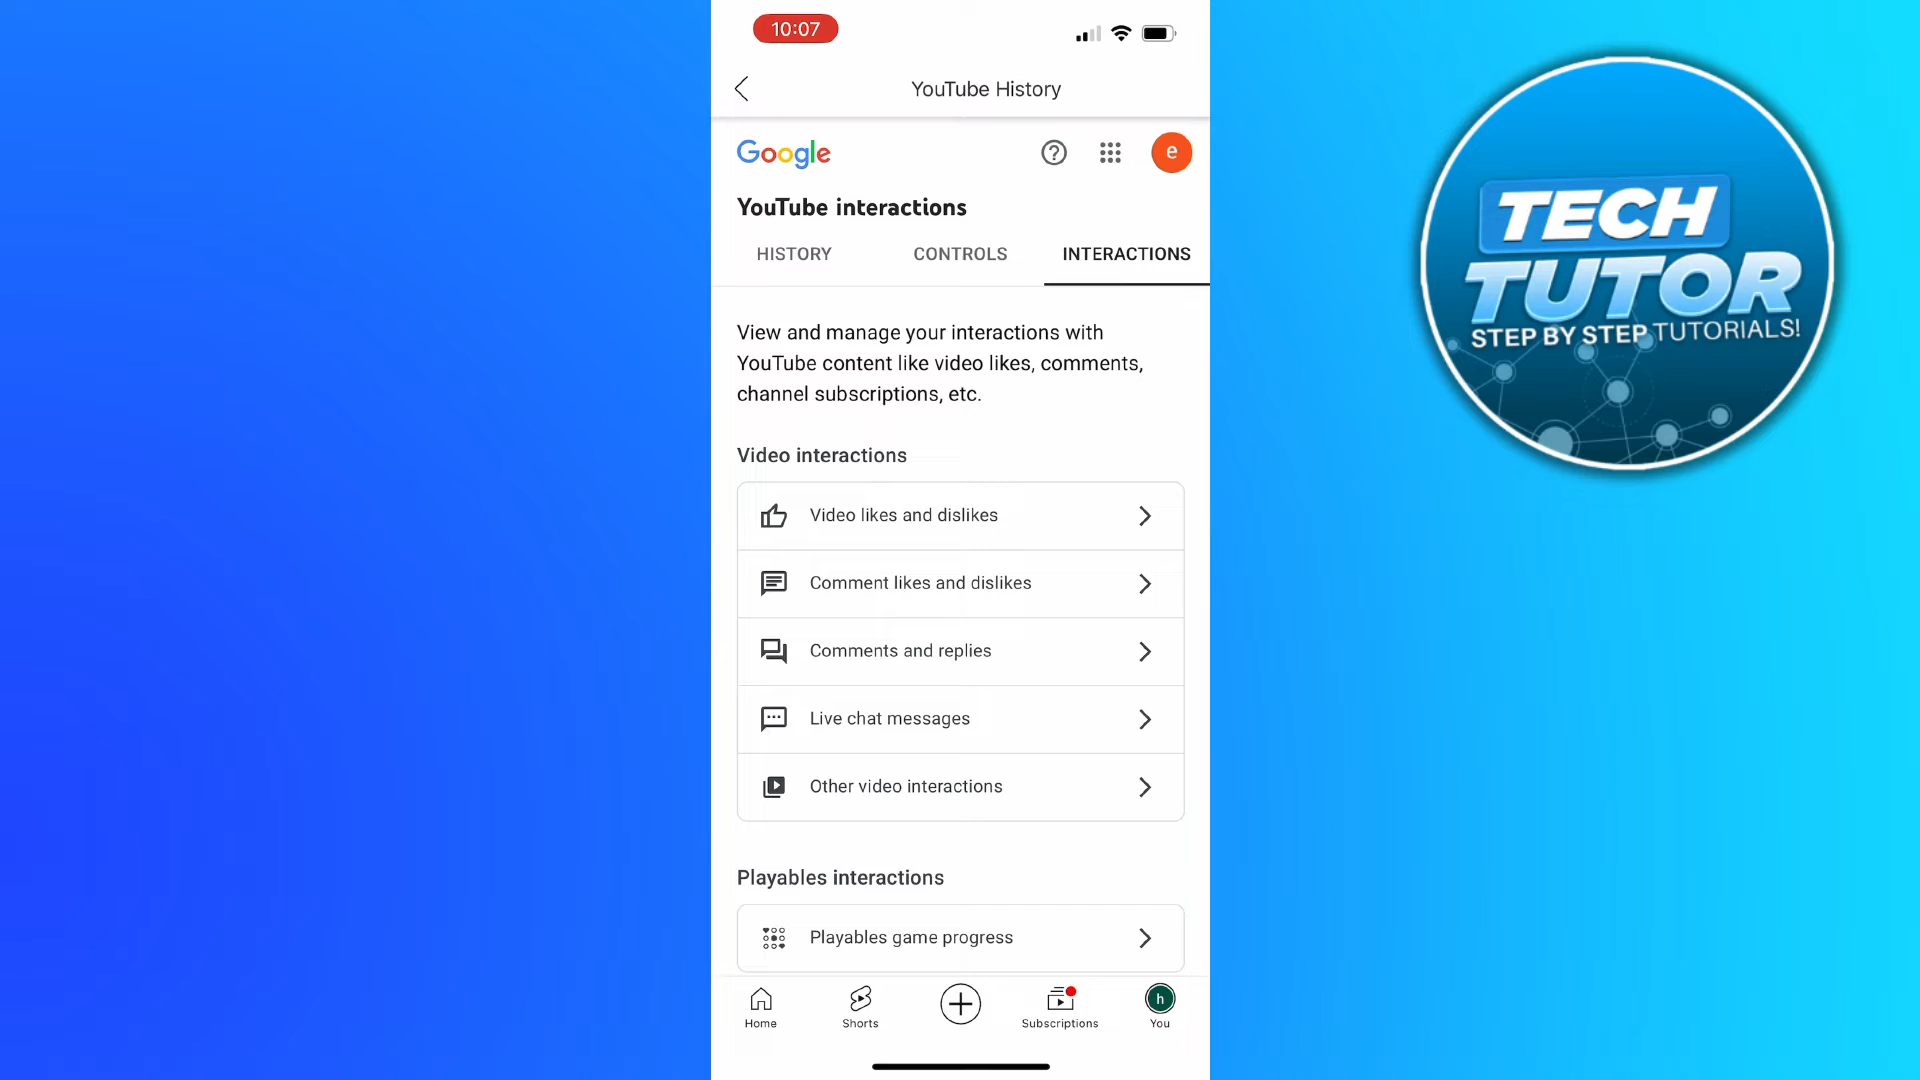 10:07
YouTube History
Google
e
YouTube interactions
HISTORY
CONTROLS
INTERACTIONS
View and manage your interactions with
YouTube content like video likes, comments,
channel subscriptions, etc.
Video interactions
Video likes and dislikes
Comment likes and dislikes
Comments and replies
Live chat messages
Other video interactions
Playables interactions
Playables game progress
Home
Shorts
Subscriptions
h
You
TECH
TUTOR
STEP BY STEP TUTORIALS!